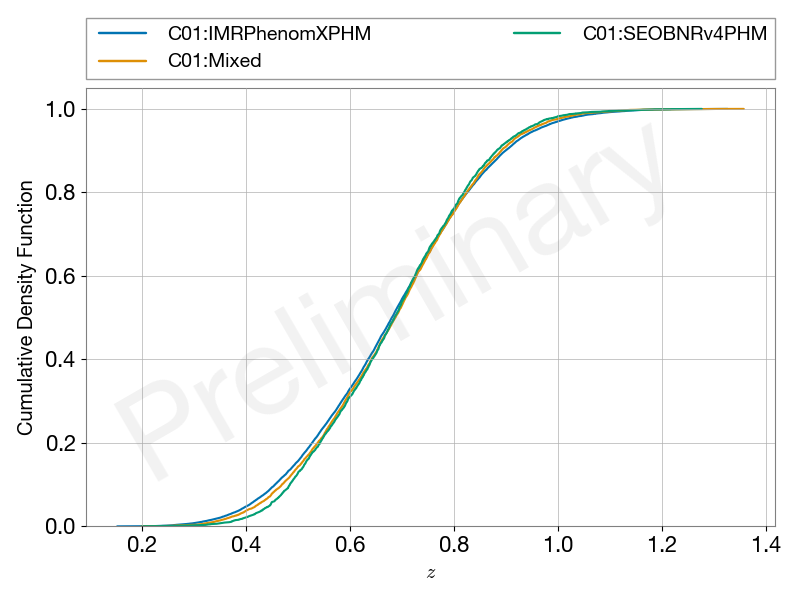 C01:IMRPhenomXPHM
C01:Mixed
C01:SEOBNRv4PHM
Preliminary
Cumulative Density Function
1.0
0.8
0.6
0.4
0.2
0.0
0.2 0.4 0.6 0.8 1.0 1.2 1.4
z